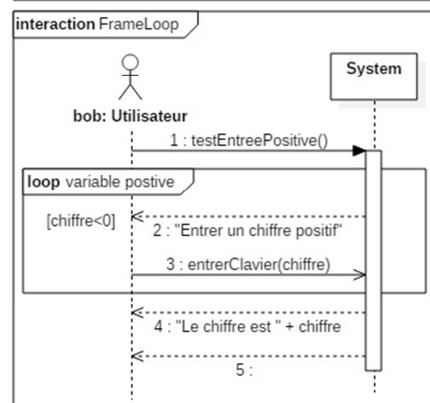 interaction FrameLoop
System
bob: Utilisateur
1 : testEntreePositive()
loop variable postive
[chiffre<0]
2 : "Entrer un chiffre positif"
3 : entrerClavier(chiffre)
4 : "Le chiffre est " + chiffre
5 :